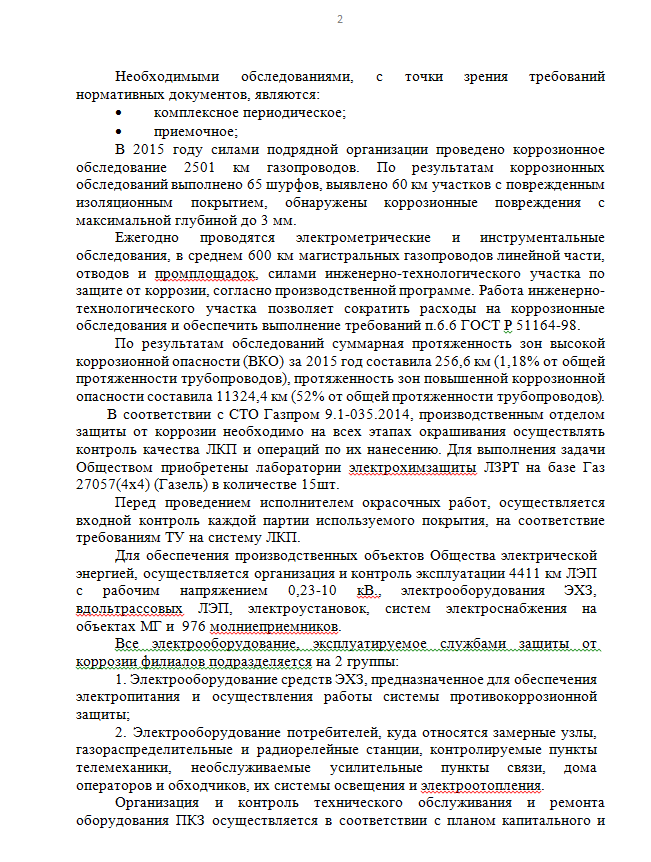 2
Необходимыми обследованиями, с точки зрения требований
нормативных документов, являются:
• комплексное периодическое;
• приемочное;
В 2015 году силами подрядной организации проведено коррозионное
обследование 2501 км газопроводов. По результатам коррозионных
обследований выполнено 65 шурфов, выявлено 60 км участков с поврежденным
изоляционным покрытием, обнаружены коррозионные повреждения с
максимальной глубиной до 3 мм.
Ежегодно проводятся электрометрические и инструментальные
обследования, в среднем 600 км магистральных газопроводов линейной части,
отводов и промплощадок, силами инженерно-технологического участка по
защите от коррозии, согласно производственной программе. Работа инженерно-
технологического участка позволяет сократить расходы на коррозионные
обследования и обеспечить выполнение требований п.6.6 ГОСТ Р 51164-98.
По результатам обследований суммарная протяженность зон высокой
коррозионной опасности (ВКО) за 2015 год составила 256,6 км (1,18% от общей
протяженности трубопроводов), протяженность зон повышенной коррозионной
опасности составила 11324,4 км (52% от общей протяженности трубопроводов).
В соответствии с СТО Газпром 9.1-035.2014, производственным отделом
защиты от коррозии необходимо на всех этапах окрашивания осуществлять
контроль качества ЛКП и операций по их нанесению. Для выполнения задачи
Обществом приобретены лаборатории электрохимзащиты ЛЗРТ на базе Газ
27057(4х4) (Газель) в количестве 15шт.
Перед проведением исполнителем окрасочных работ, осуществляется
входной контроль каждой партии используемого покрытия, на соответствие
требованиям ТУ на систему ЛКП.
Для обеспечения производственных объектов Общества электрической
энергией, осуществляется организация и контроль эксплуатации 4411 км ЛЭП
с рабочим напряжением 0,23-10 кВ., электрооборудования ЭХЗ,
вдольтрассовых ЛЭП, электроустановок, систем электроснабжения на
объектах МГ и 976 молниеприемников.
Все электрооборудование, эксплуатируемое службами защиты от
коррозии филиалов подразделяется на 2 группы:
1. Электрооборудование средств ЭХЗ, предназначенное для обеспечения
электропитания и осуществления работы системы противокоррозионной
защиты;
2. Электрооборудование потребителей, куда относятся замерные узлы,
газораспределительные и радиорелейные станции, контролируемые пункты
телемеханики, необслуживаемые усилительные пункты связи, дома
операторов и обходчиков, их системы освещения и электроотопления.
Организация и контроль технического обслуживания и ремонта
оборудования ПКЗ осуществляется в соответствии с планом капитального и